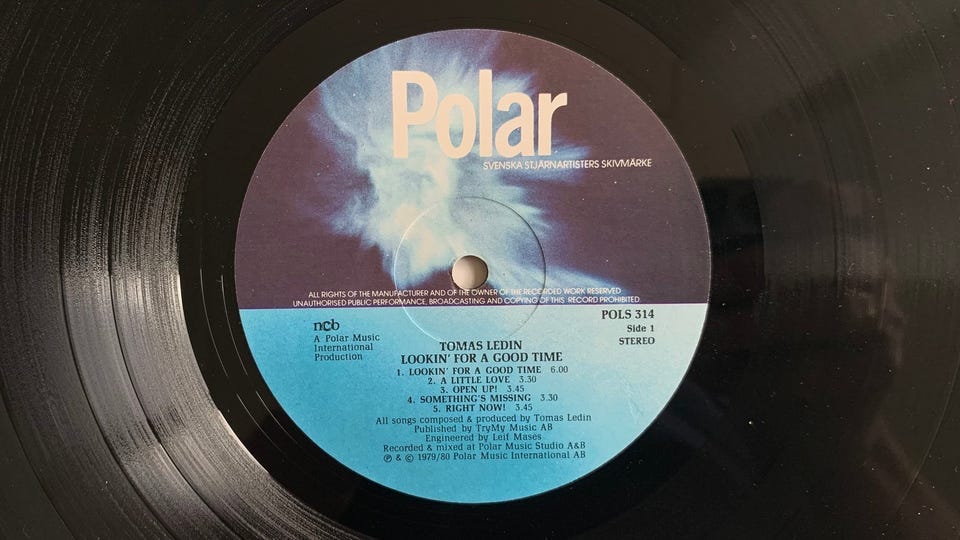 Polar
SVENSKA STJÄRNARTISTERS SKIVMÄRKE
ALL RIGHTS OF THE MANUFACTURER AND OF THE OWNER OF THE RECORDED WORK RESERVED
UNAUTHORISED PUBLIC PERFORMANCE, BROADCASTING AND COPYING OF THIS RECORD PROHIBITED
ncb
A Polar Music
International
Production
POLS 314
Side 1
STEREO
TOMAS LEDIN
LOOKIN' FOR A GOOD TIME
1. LOOKIN' FOR A GOOD TIME 6.00
2. A LITTLE LOVE 3.30
3. OPEN UP! 3.45
4. SOMETHING'S MISSING 3.30
5. RIGHT NOW! 3.45
All songs composed & produced by Tomas Ledin
Published by TryMy Music AB
Engineered by Leif Masés
Recorded & mixed at Polar Music Studio A&B
℗ & © 1979/80 Polar Music International AB